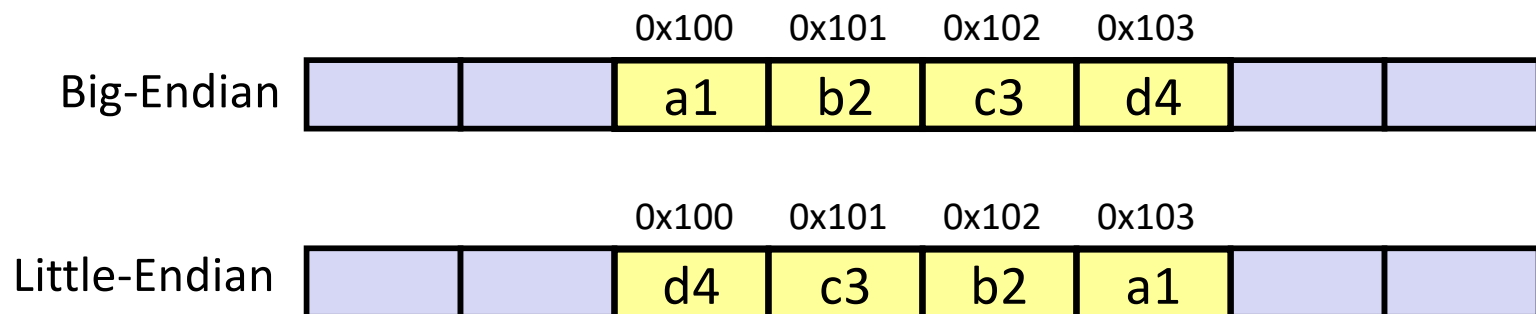 0x100 0x101 0x102 0x103
Big-Endian a1 b2 c3 d4
0x100 0x101 0x102 0x103
Little-Endian d4 c3 b2 a1